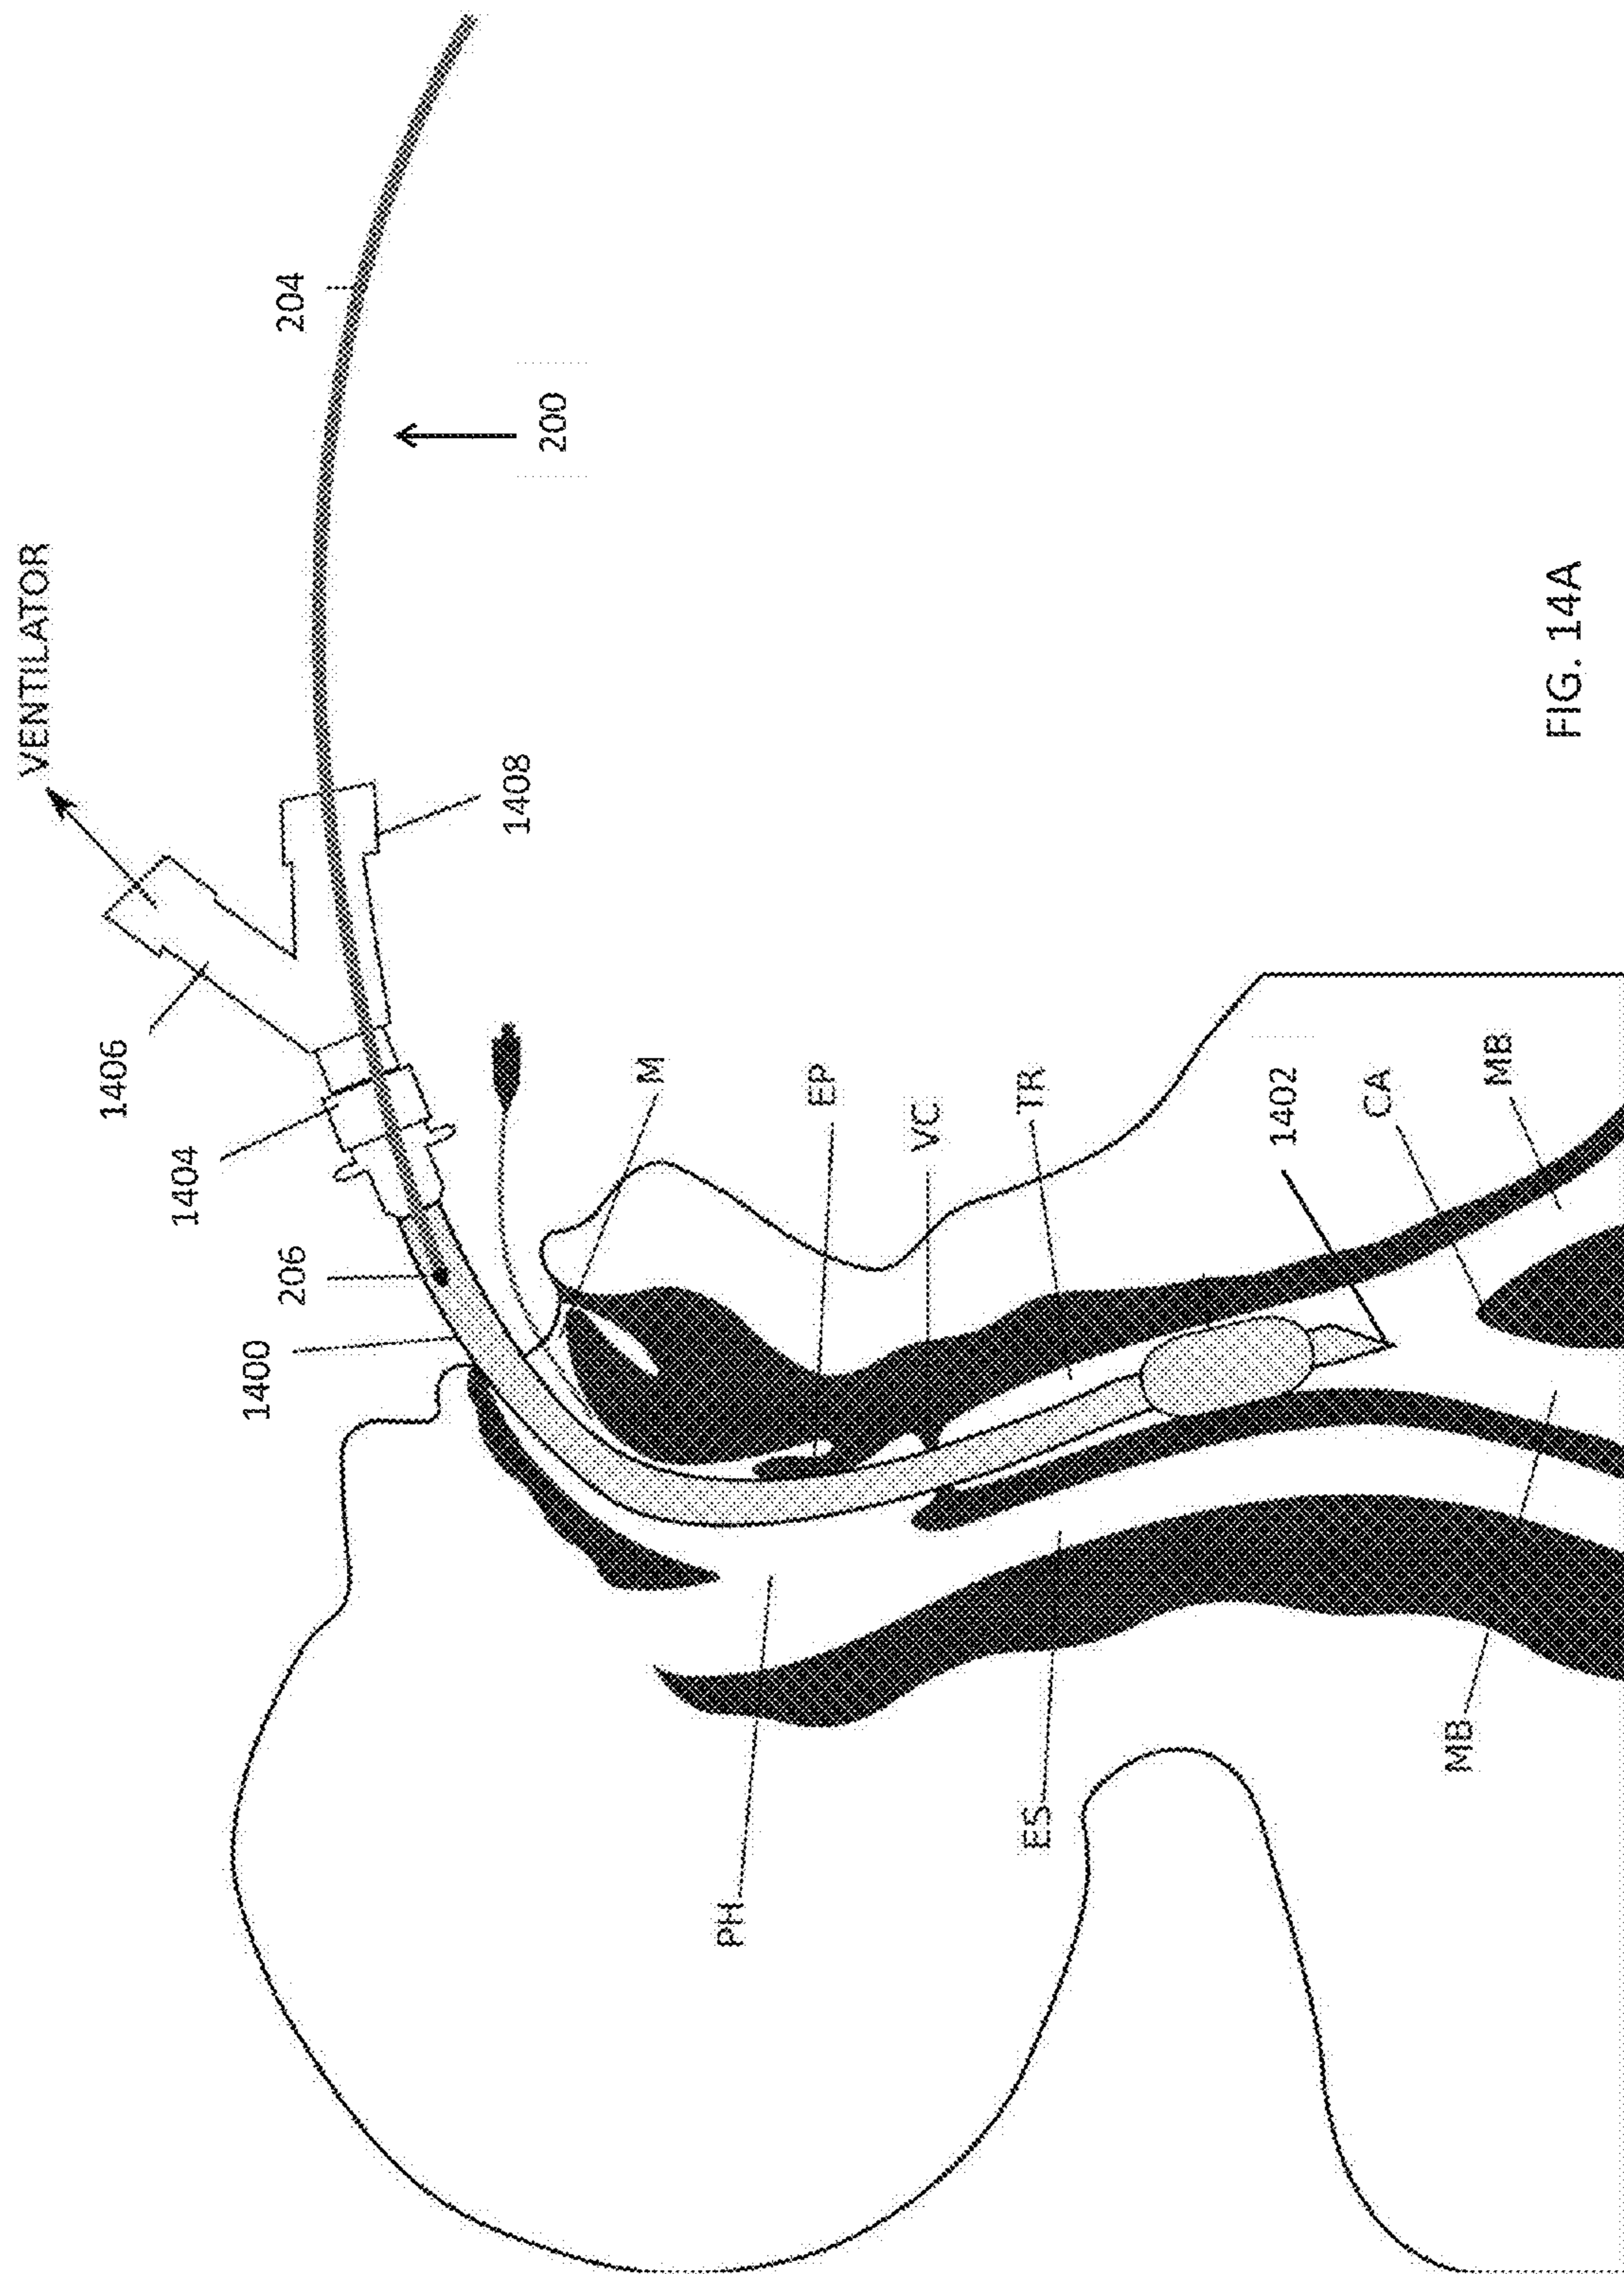 VENTILATOR
204
200
1406
1408
1404
206
1400
M
EP
VC
TR
1402
CA
MB
PH
ES
MB
FIG. 14A